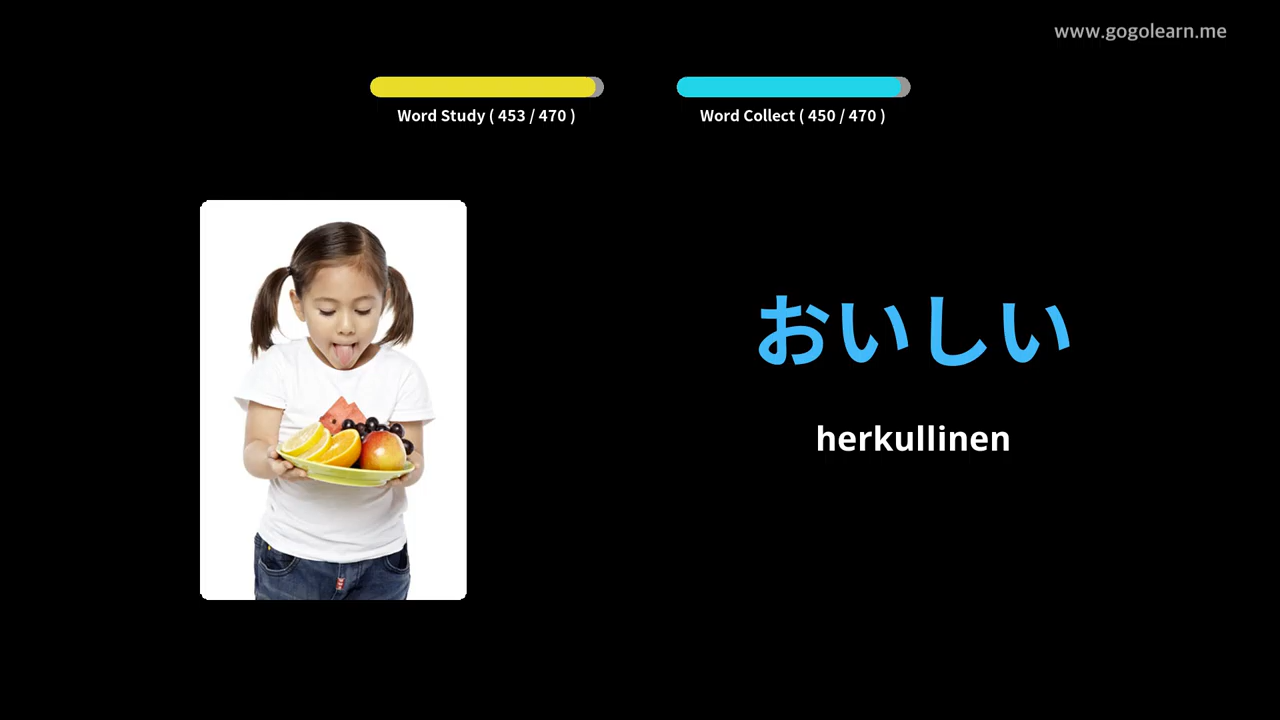 www.gogolearn.me
Word Study ( 453 / 470 )
Word Collect ( 450 / 470 )
おいしい
herkullinen